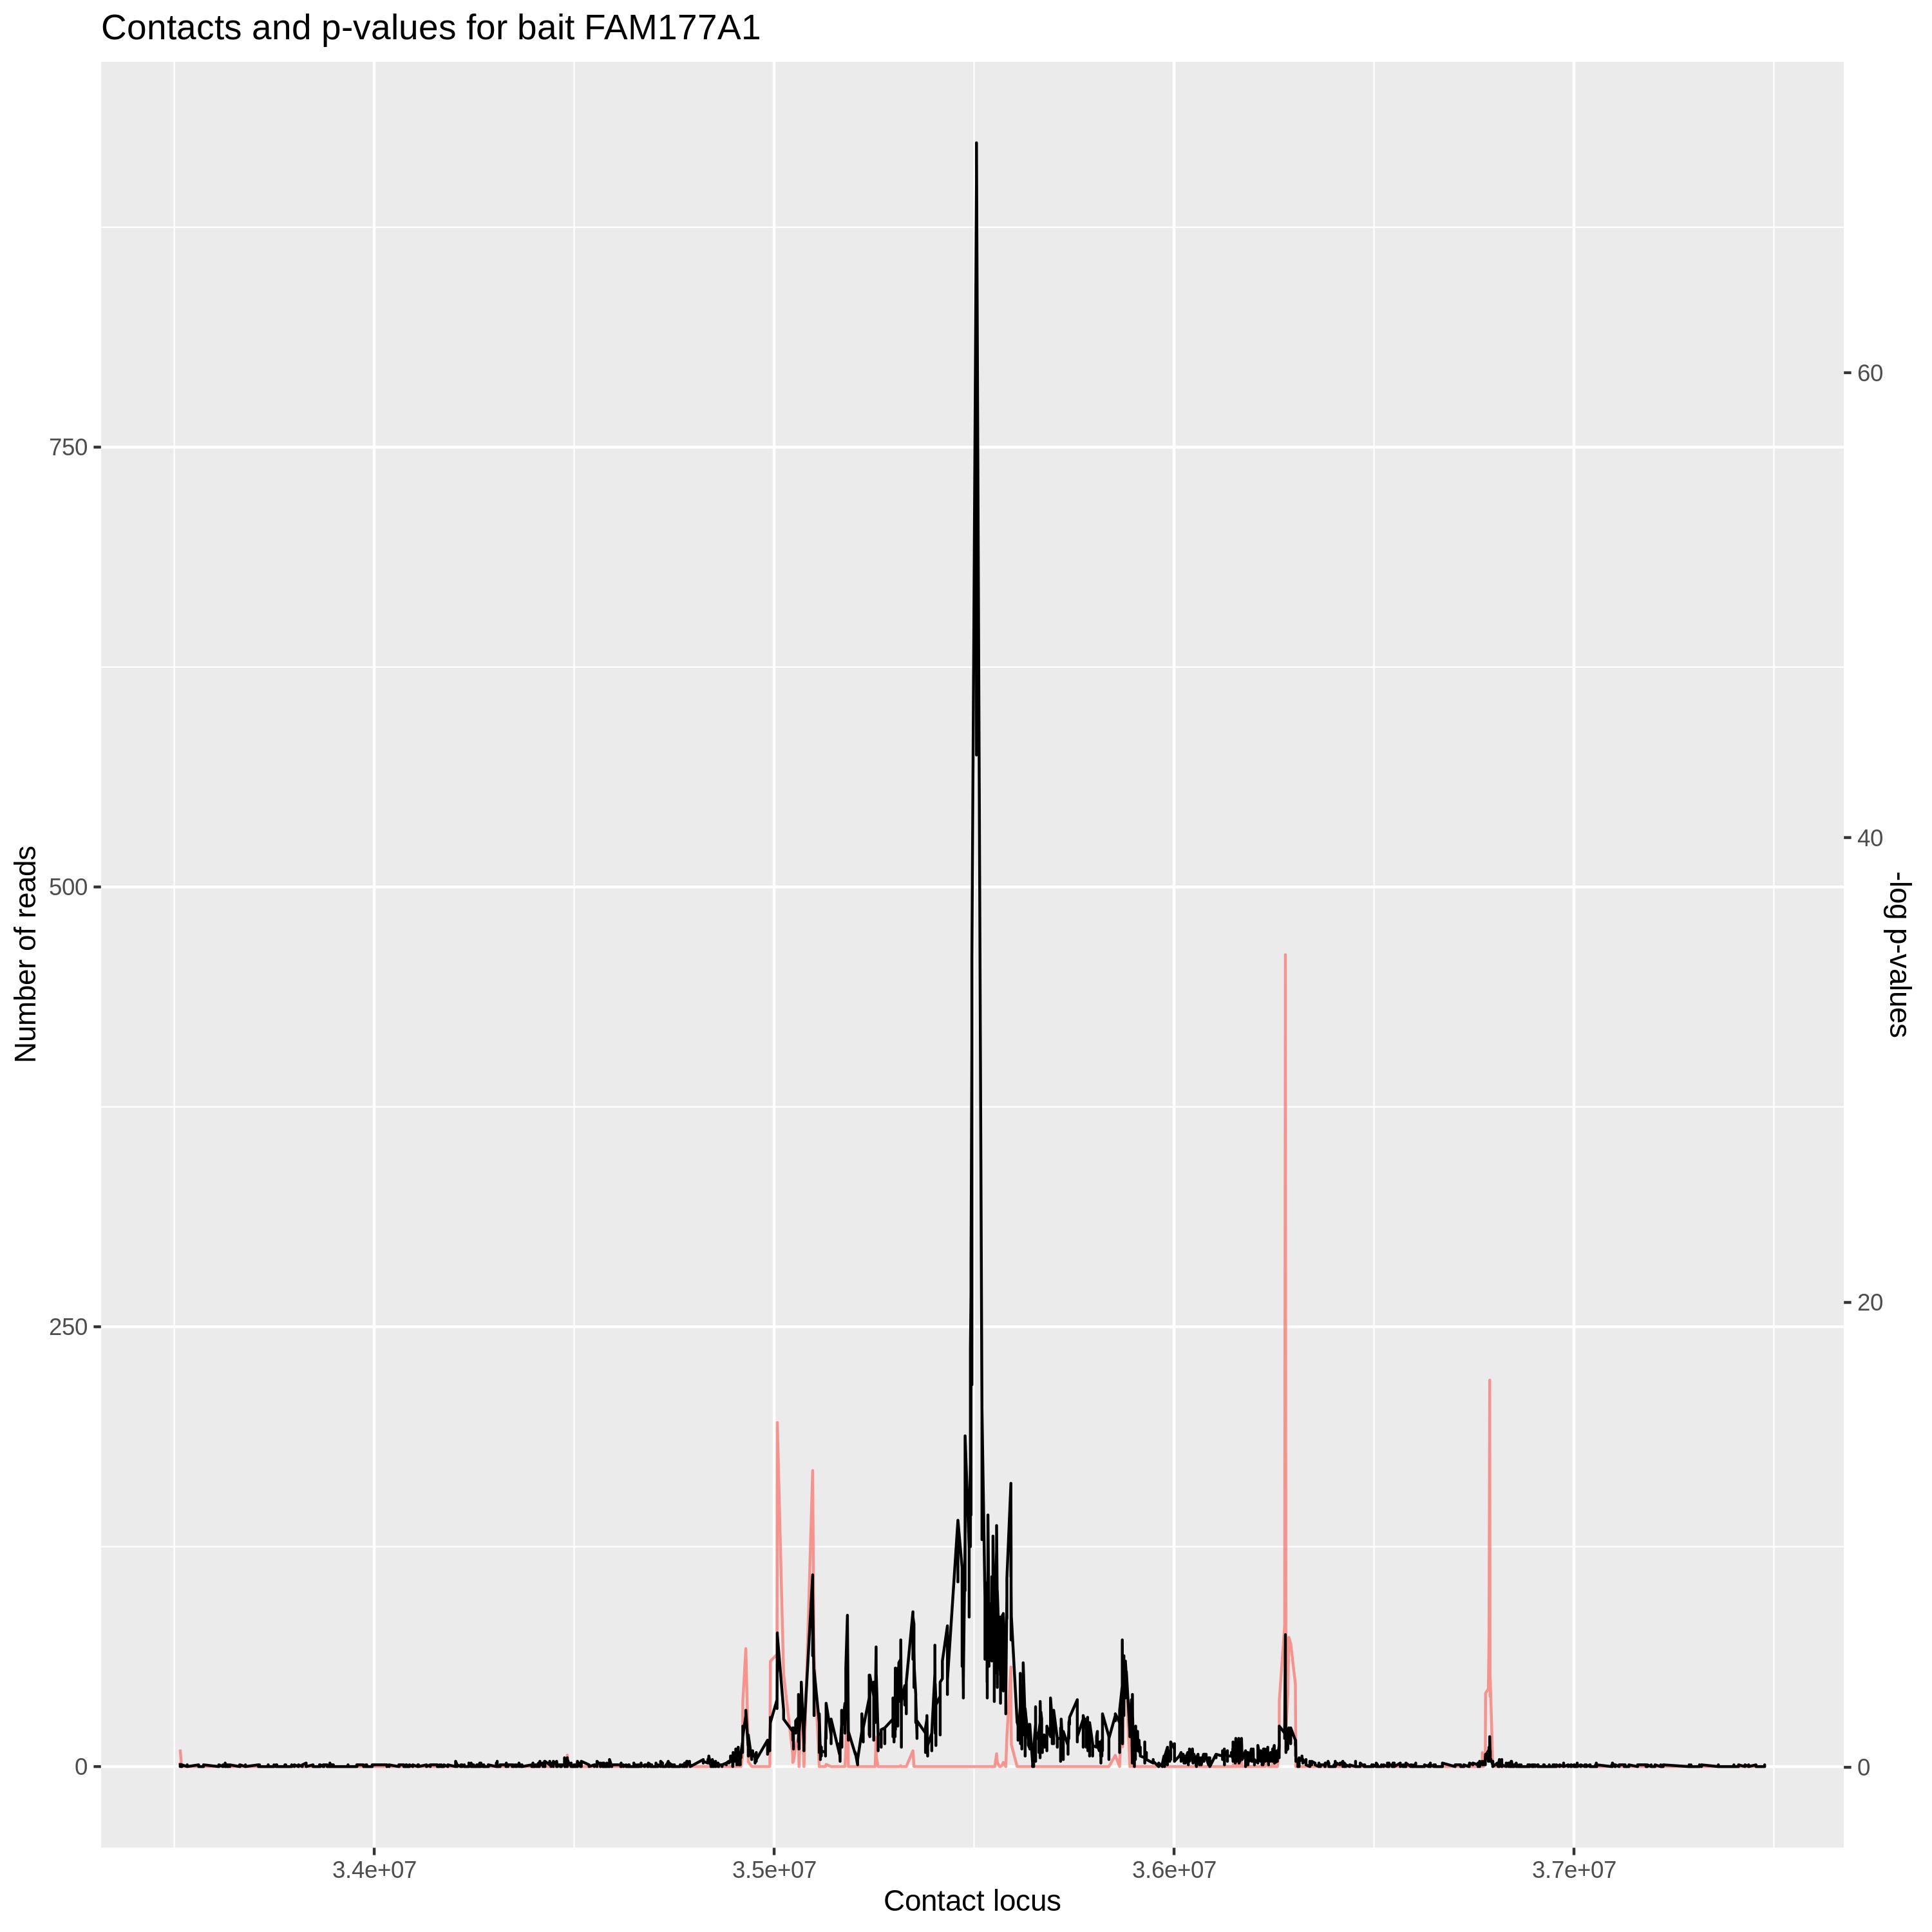 Contacts and p-values for bait FAM177A1
Number of reads
750
500
250
0
60
40
20
0
-log p-values
3.4e+07
3.5e+07
3.6e+07
3.7e+07
Contact locus